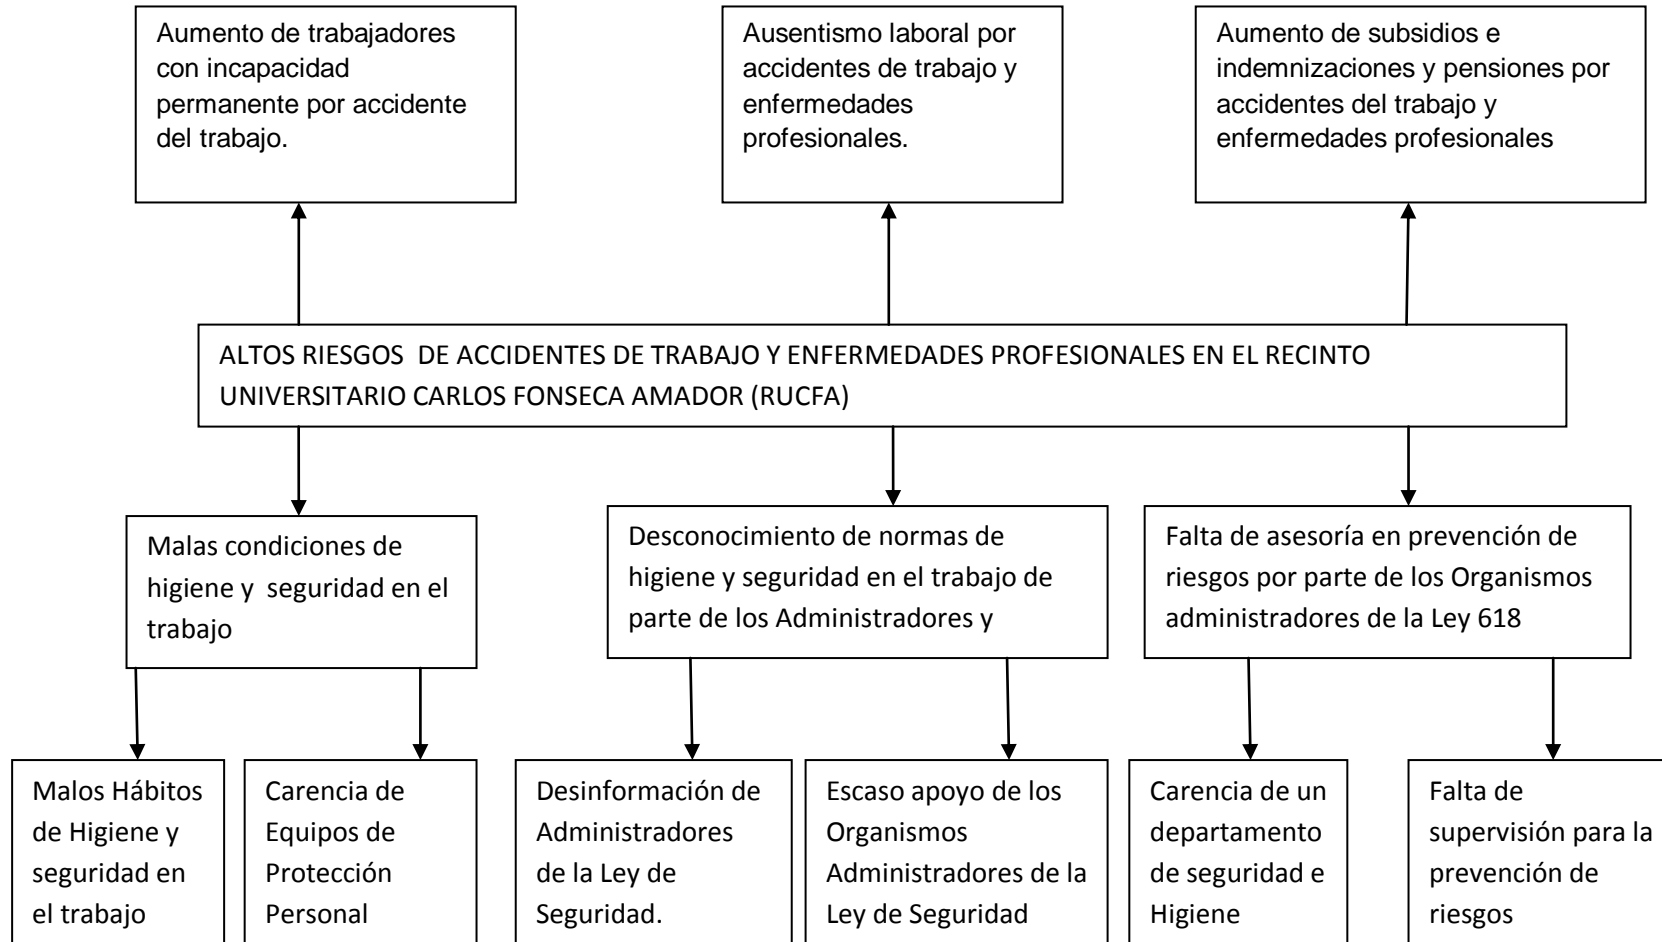 Aumento de trabajadores
con incapacidad
permanente por accidente
del trabajo.
Ausentismo laboral por
accidentes de trabajo y
enfermedades
profesionales.
Aumento de subsidios e
indemnizaciones y pensiones por
accidentes del trabajo y
enfermedades profesionales
ALTOS RIESGOS DE ACCIDENTES DE TRABAJO Y ENFERMEDADES PROFESIONALES EN EL RECINTO
UNIVERSITARIO CARLOS FONSECA AMADOR (RUCFA)
Malas condiciones de
higiene y seguridad en el
trabajo
Desconocimiento de normas de
higiene y seguridad en el trabajo de
parte de los Administradores y
Falta de asesoría en prevención de
riesgos por parte de los Organismos
administradores de la Ley 618
Malos Hábitos
de Higiene y
seguridad en
el trabajo
Carencia de
Equipos de
Protección
Personal
Desinformación de
Administradores
de la Ley de
Seguridad.
Escaso apoyo de los
Organismos
Administradores de la
Ley de Seguridad
Carencia de un
departamento
de seguridad e
Higiene
Falta de
supervisión para la
prevención de
riesgos